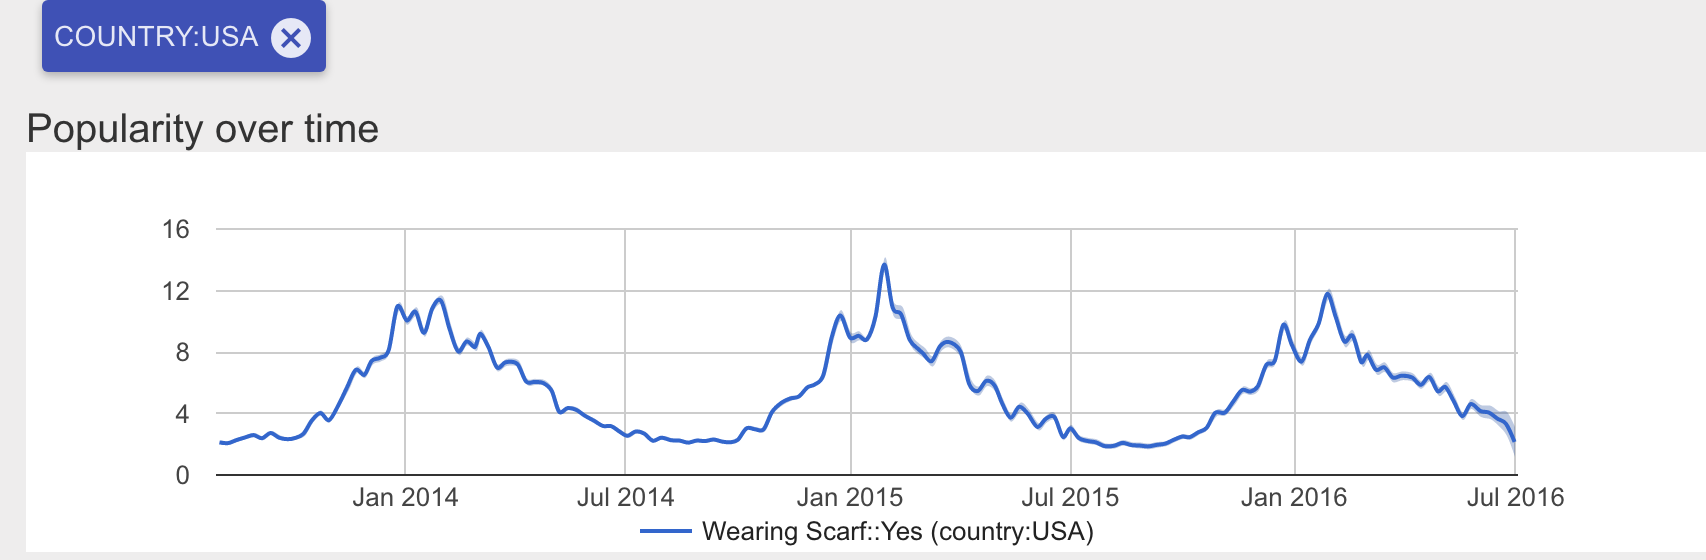 COUNTRY:USA
Popularity over time
16
12
8
4
0
Jan 2014 Jul 2014 Jan 2015 Jul 2015 Jan 2016 Jul 2016
Wearing Scarf::Yes (country:USA)